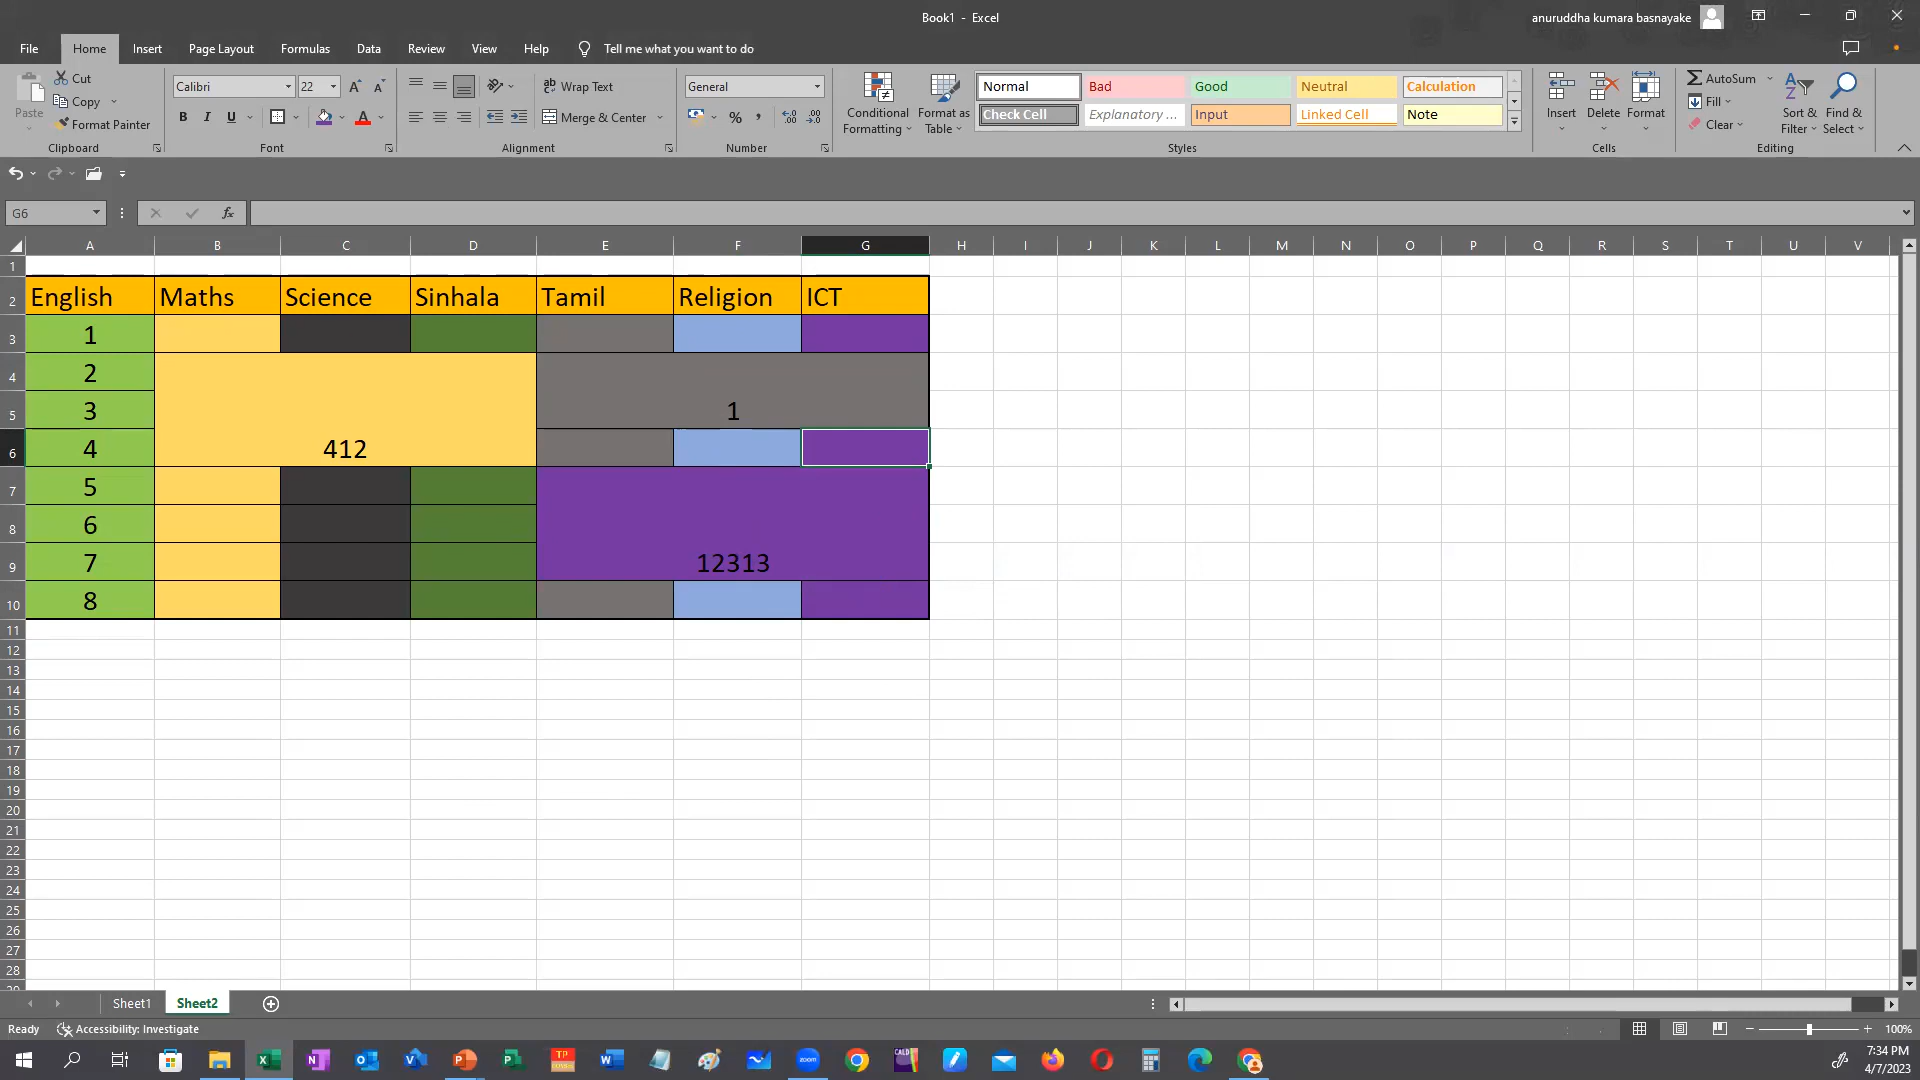 Book1 - Excel
anuruddha kumara basnayake
File Home Insert Page Layout Formulas Data Review View Help Tell me what you want to do
Paste
Cut
Copy
Format Painter
Clipboard
Calibri 22
B I U
Font
Wrap Text
Merge & Center
Alignment
General
Number
Conditional Formatting
Format as Table
Normal Bad Good Neutral Calculation
Check Cell Explanatory ... Input Linked Cell Note
Styles
Insert Delete Format
Cells
AutoSum
Fill
Clear
Sort & Filter
Find & Select
Editing
G6
fx
A B C D E F G H I J K L M N O P Q R S T U V
1
2 English Maths Science Sinhala Tamil Religion ICT
3 1
4 2
5 3 1
6 4 412
7 5
8 6
9 7 12313
10 8
11
12
13
14
15
16
17
18
19
20
21
22
23
24
25
26
27
28
Sheet1 Sheet2
Ready Accessibility: Investigate
100%
7:34 PM
4/7/2023